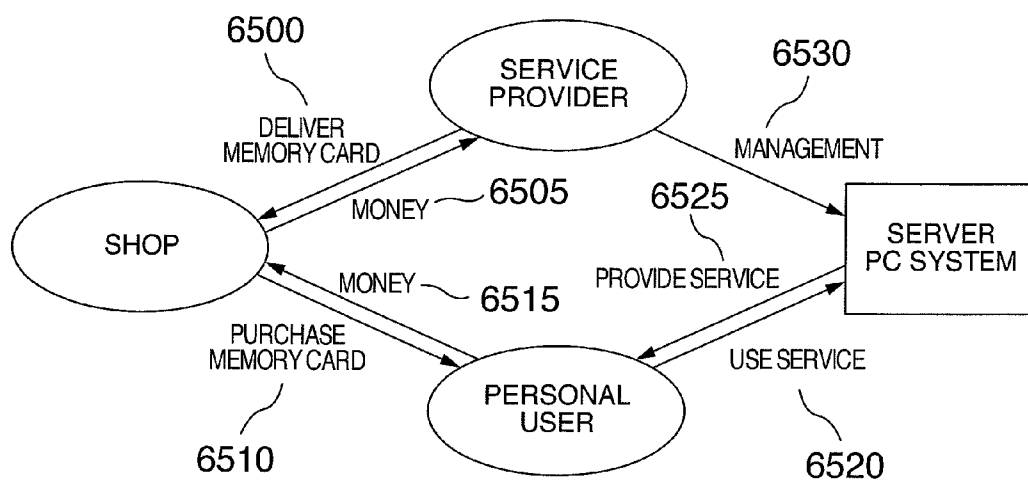 6500
SERVICE
PROVIDER
6530
DELIVER
MEMORY CARD
MANAGEMENT
MONEY
6505
6525
SHOP
SERVER
PC SYSTEM
MONEY
6515
PROVIDE SERVICE
PURCHASE
MEMORY CARD
USE SERVICE
PERSONAL
USER
6510
6520